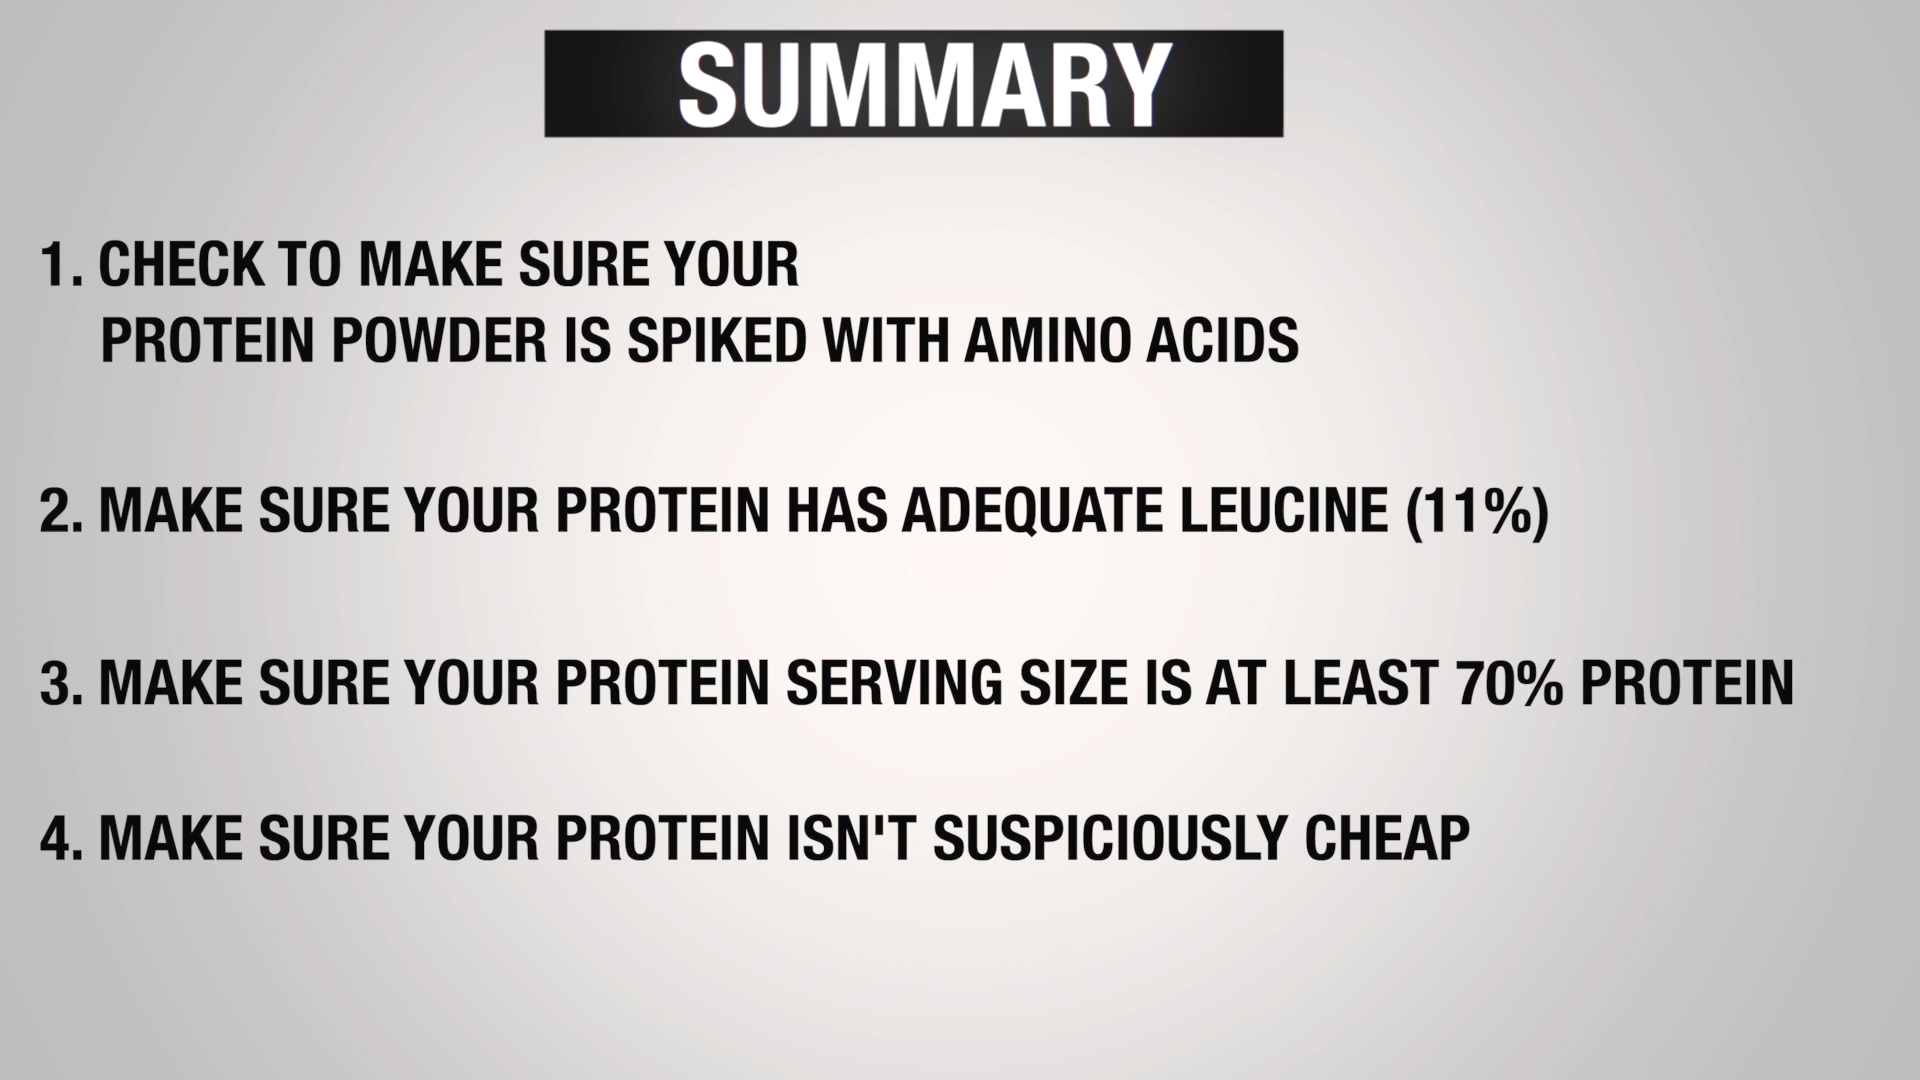 SUMMARY
1. CHECK TO MAKE SURE YOUR
PROTEIN POWDER IS SPIKED WITH AMINO ACIDS
2. MAKE SURE YOUR PROTEIN HAS ADEQUATE LEUCINE (11%)
3. MAKE SURE YOUR PROTEIN SERVING SIZE IS AT LEAST 70% PROTEIN
4. MAKE SURE YOUR PROTEIN ISN'T SUSPICIOUSLY CHEAP